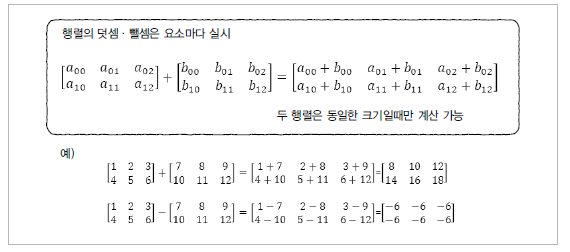 행렬의 덧셈 · 뺄셈은 요소마다 실시
[a00 a01 a02] + [b00 b01 b02] = [a00 + b00 a01 + b01 a02 + b02]
[a10 a11 a12] [b10 b11 b12] [a10 + b10 a11 + b11 a12 + b12]
두 행렬은 동일한 크기일때만 계산 가능
예)
[1 2 3] + [7 8 9] = [1 + 7 2 + 8 3 + 9] = [8 10 12]
[4 5 6] [10 11 12] [4 + 10 5 + 11 6 + 12] [14 16 18]
[1 2 3] − [7 8 9] = [1 − 7 2 − 8 3 − 9] = [−6 −6 −6]
[4 5 6] [10 11 12] [4 − 10 5 − 11 6 − 12] [−6 −6 −6]